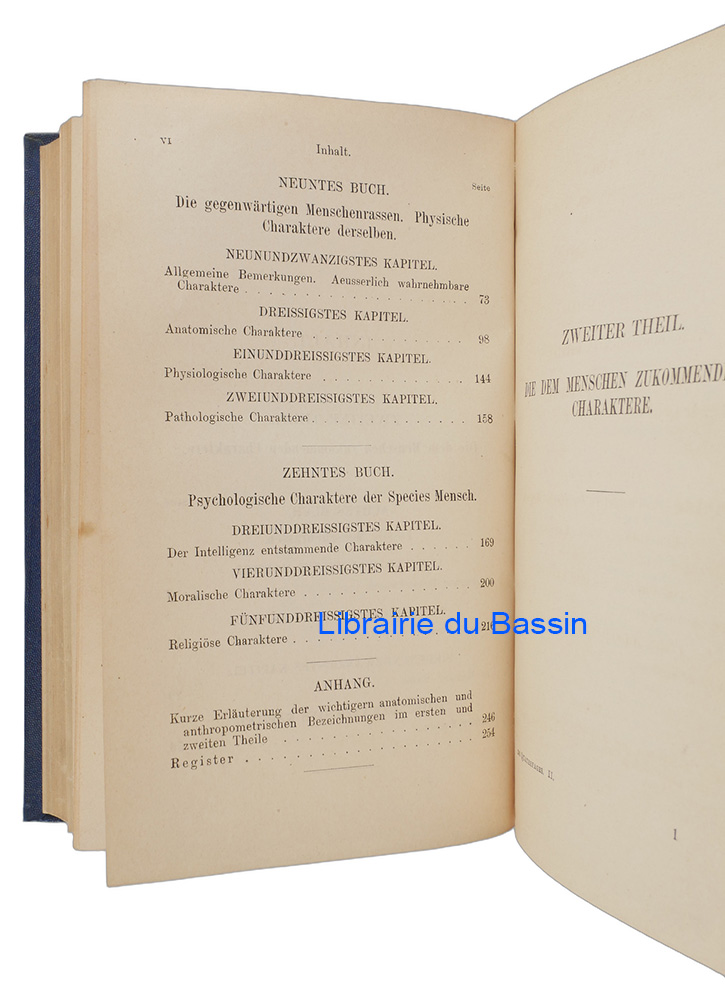 VI
Inhalt.
NEUNTES BUCH.
Seite
Die gegenwärtigen Menschenrassen. Physische
Charaktere derselben.
NEUNUNDZWANZIGSTES KAPITEL.
Allgemeine Bemerkungen. Aeusserlich wahrnehmbare
Charaktere . . . . . . . . . . . . . . . . . . 73
DREISSIGSTES KAPITEL.
Anatomische Charaktere . . . . . . . . . . . . 98
EINUNDDREISSIGSTES KAPITEL.
Physiologische Charaktere . . . . . . . . . . . 144
ZWEIUNDDREISSIGSTES KAPITEL.
Pathologische Charaktere . . . . . . . . . . . . 158
ZEHNTES BUCH.
Psychologische Charaktere der Species Mensch.
DREIUNDDREISSIGSTES KAPITEL.
Der Intelligenz entstammende Charaktere . . . . . . 169
VIERUNDDREISSIGSTES KAPITEL.
Moralische Charaktere . . . . . . . . . . . . . 200
FÜNFUNDDREISSIGSTES KAPITEL.
Religiöse Charaktere . . . . . . . . . . . . .
Librairie du Bassin
ANHANG.
Kurze Erläuterung der wichtigern anatomischen und
anthropometrischen Bezeichnungen im ersten und
zweiten Theile . . . . . . . . . . . . . . . 246
Register . . . . . . . . . . . . . . . . . . 254
ZWEITER THEIL.
DIE DEM MENSCHEN ZUKOMMENDE
CHARAKTERE.
II.
1